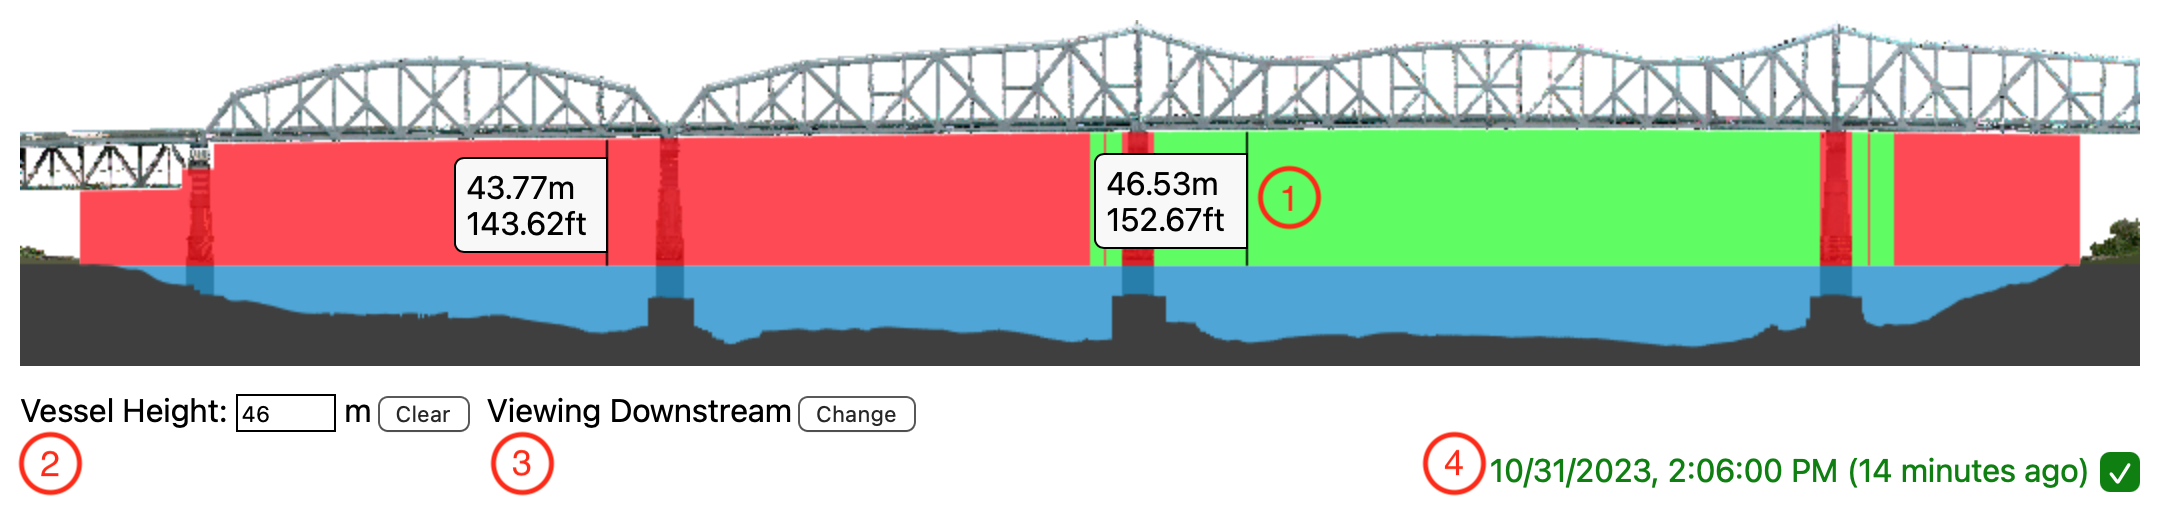 43.77m
143.62ft
46.53m
152.67ft
1
Vessel Height: 46 m Clear Viewing Downstream Change
2
3
4
10/31/2023, 2:06:00 PM (14 minutes ago)